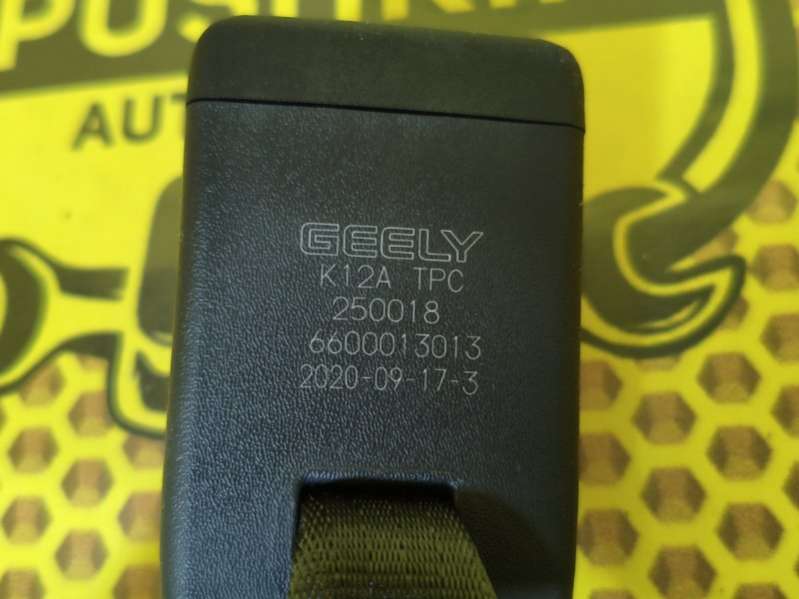 AUT
GEELY
K12A TPC
250018
6600013013
2020-09-17-3